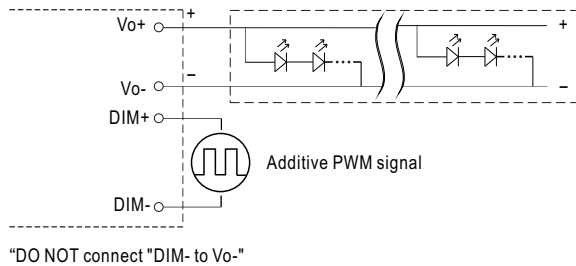 Vo+
+
+
Vo-
−
−
DIM+
Additive PWM signal
DIM-
“DO NOT connect "DIM- to Vo-"